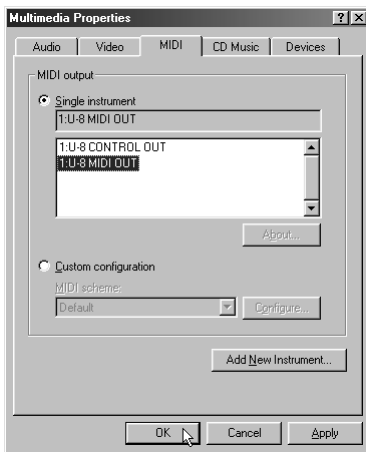 Multimedia Properties
Audio Video MIDI CD Music Devices
MIDI output
Single instrument
1:U-8 MIDI OUT
1:U-8 CONTROL OUT
1:U-8 MIDI OUT
About...
Custom configuration
MIDI scheme:
Default Configure...
Add New Instrument...
OK Cancel Apply